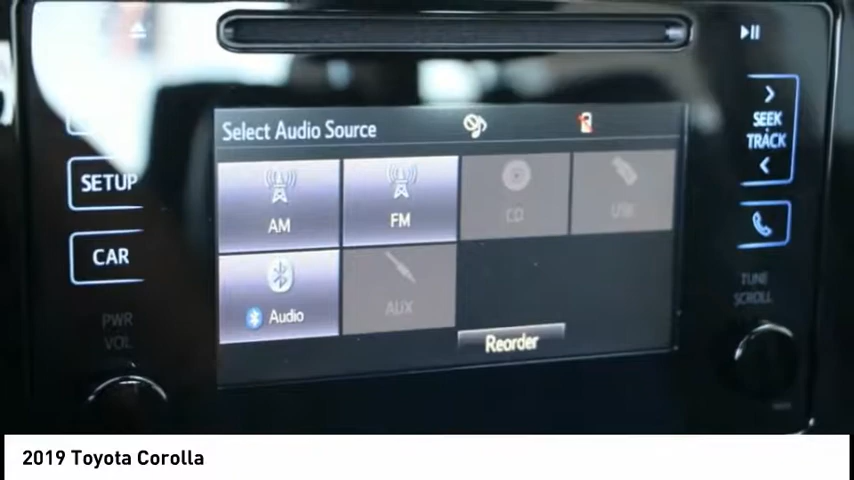 Select Audio Source
SEEK
TRACK
SETUP
AM
FM
CD
USB
CAR
Audio
AUX
TUNE
SCROLL
PWR
VOL
Reorder
2019 Toyota Corolla